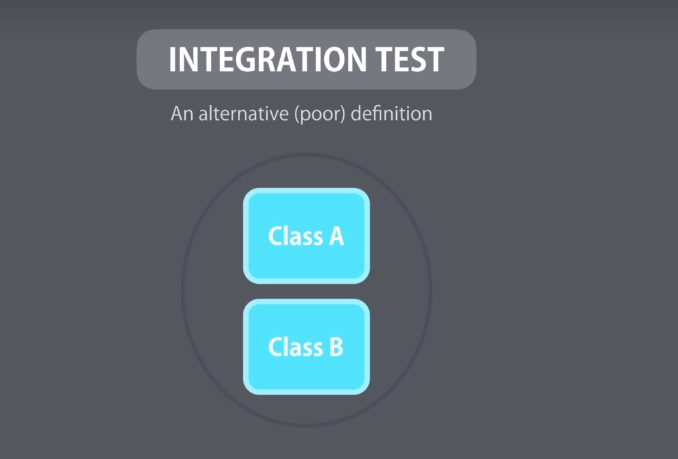 INTEGRATION TEST
An alternative (poor) definition
Class A
Class B